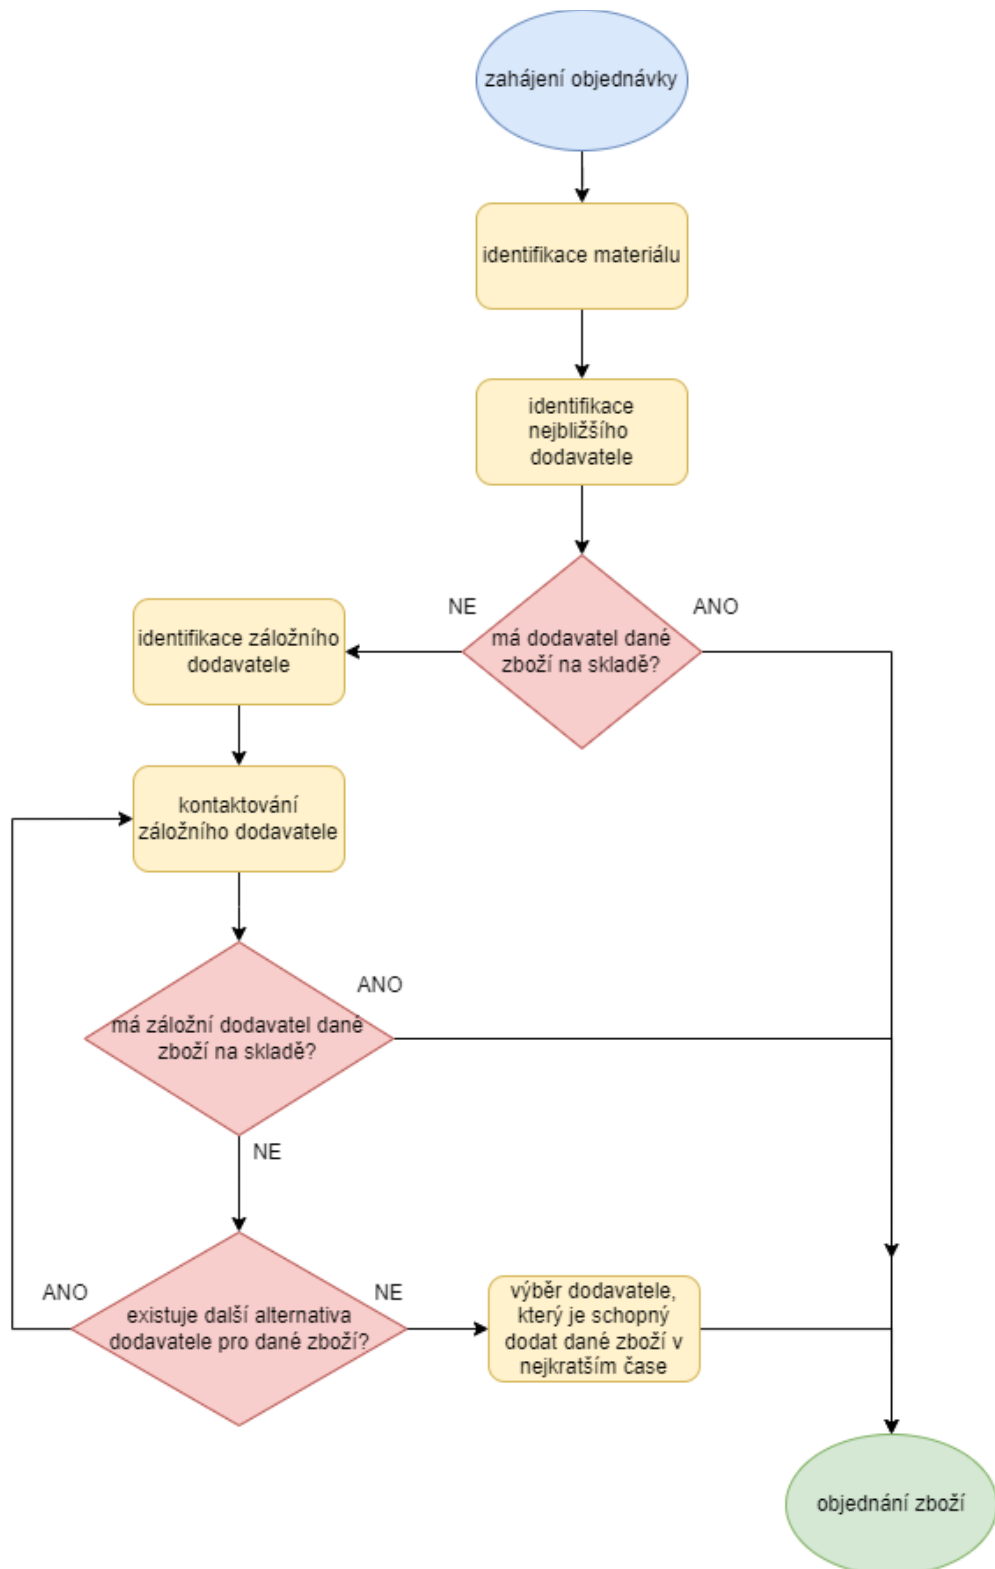 zahájení objednávky
identifikace materiálu
identifikace
nejbližšího
dodavatele
NE
ANO
má dodavatel dané
zboží na skladě?
identifikace záložního
dodavatele
kontaktování
záložního dodavatele
ANO
má záložní dodavatel dané
zboží na skladě?
NE
ANO
NE
existuje další alternativa
dodavatele pro dané zboží?
výběr dodavatele,
který je schopný
dodat dané zboží v
nejkratším čase
objednání zboží